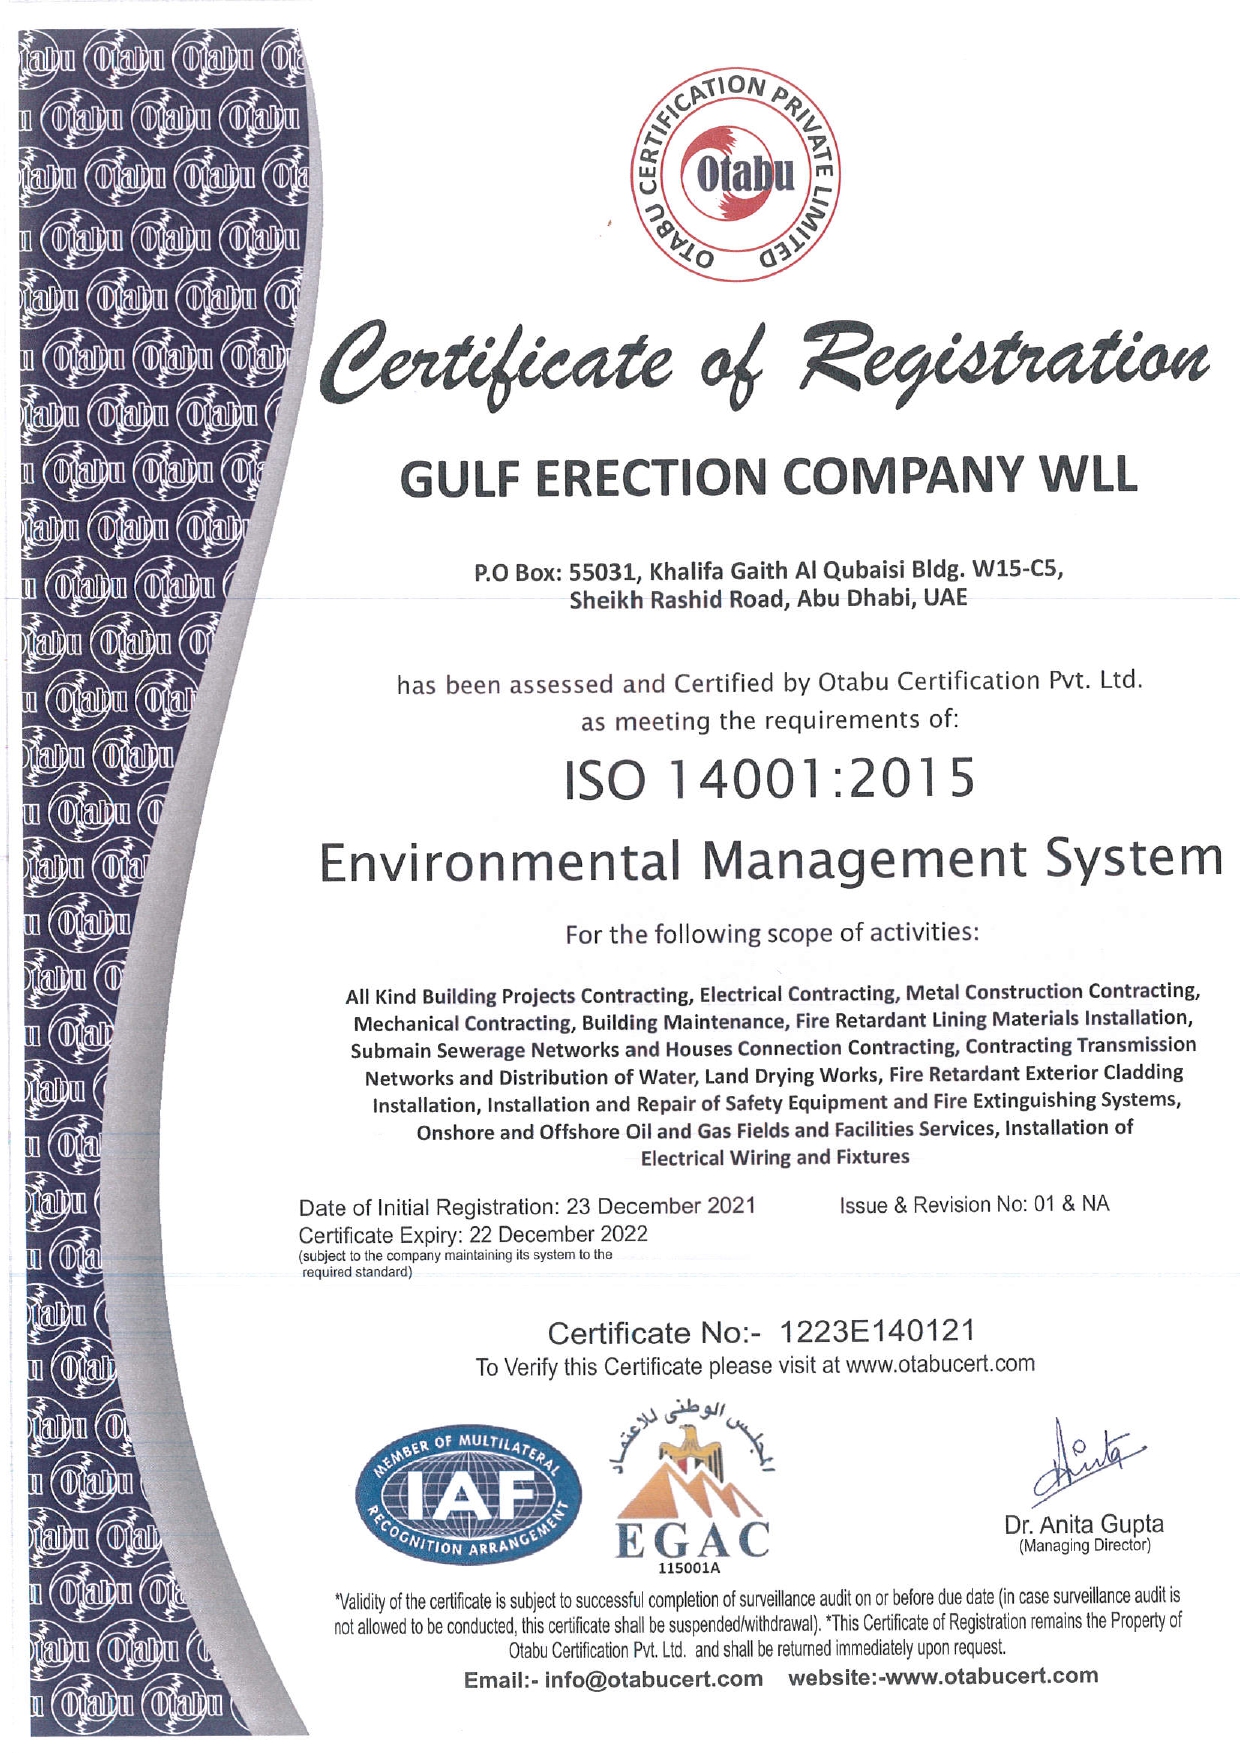 OTABU CERTIFICATION PRIVATE LIMITED
Otabu
Certificate of Registration
GULF ERECTION COMPANY WLL
P.O Box: 55031, Khalifa Gaith Al Qubaisi Bldg. W15-C5,
Sheikh Rashid Road, Abu Dhabi, UAE
has been assessed and Certified by Otabu Certification Pvt. Ltd.
as meeting the requirements of:
ISO 14001:2015
Environmental Management System
For the following scope of activities:
All Kind Building Projects Contracting, Electrical Contracting, Metal Construction Contracting,
Mechanical Contracting, Building Maintenance, Fire Retardant Lining Materials Installation,
Submain Sewerage Networks and Houses Connection Contracting, Contracting Transmission
Networks and Distribution of Water, Land Drying Works, Fire Retardant Exterior Cladding
Installation, Installation and Repair of Safety Equipment and Fire Extinguishing Systems,
Onshore and Offshore Oil and Gas Fields and Facilities Services, Installation of
Electrical Wiring and Fixtures
Date of Initial Registration: 23 December 2021 Issue & Revision No: 01 & NA
Certificate Expiry: 22 December 2022
(subject to the company maintaining its system to the
required standard)
Certificate No:- 1223E140121
To Verify this Certificate please visit at www.otabucert.com
MEMBER OF MULTILATERAL
IAF
RECOGNITION ARRANGEMENT
المجلس الوطنى للاعتماد
EGAC
115001A
Dr. Anita Gupta
(Managing Director)
*Validity of the certificate is subject to successful completion of surveillance audit on or before due date (in case surveillance audit is
not allowed to be conducted, this certificate shall be suspended/withdrawal). *This Certificate of Registration remains the Property of
Otabu Certification Pvt. Ltd. and shall be returned immediately upon request.
Email:- info@otabucert.com website:-www.otabucert.com